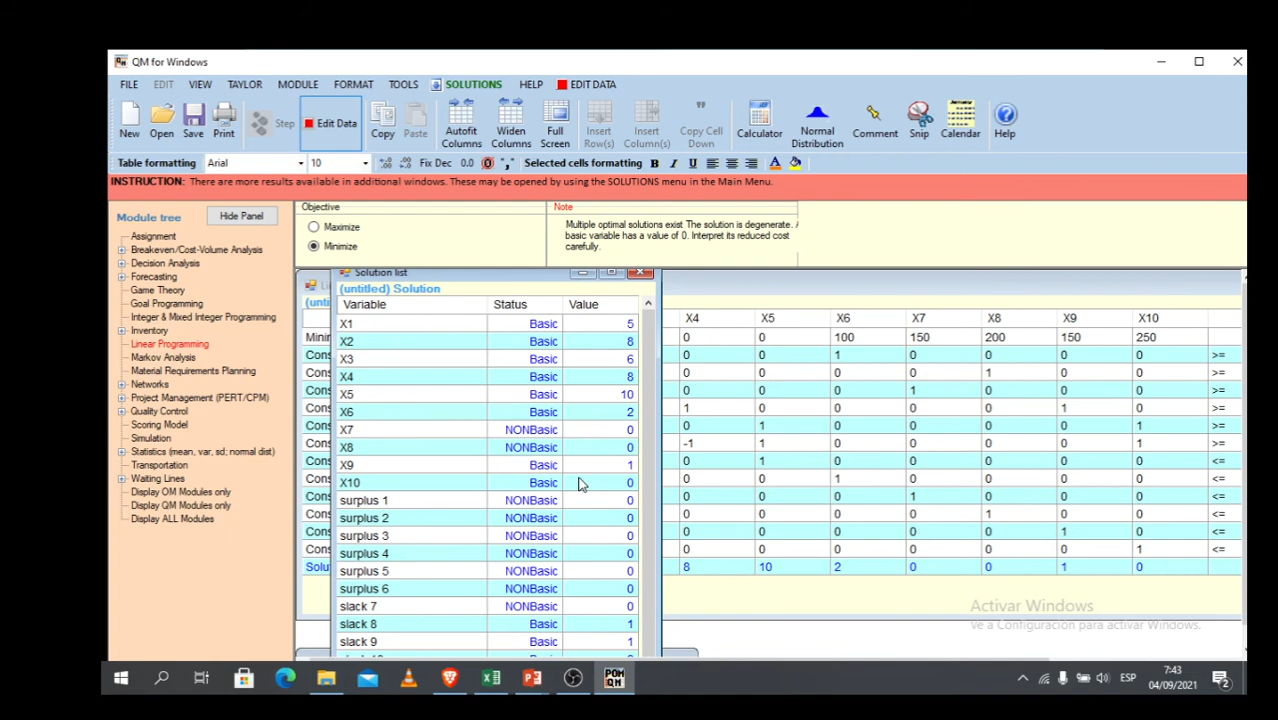 QM for Windows
FILE EDIT VIEW TAYLOR MODULE FORMAT TOOLS SOLUTIONS HELP EDIT DATA
New Open Save Print Step Edit Data Copy Paste Autofit Columns Widen Columns Full Screen Insert Row(s) Insert Column(s) Copy Cell Down Calculator Normal Distribution Comment Snip Calendar Help
Table formatting Arial 10 Fix Dec 0.0 Selected cells formatting B I U A
INSTRUCTION: There are more results available in additional windows. These may be opened by using the SOLUTIONS menu in the Main Menu.
Module tree Hide Panel
Assignment
Breakeven/Cost-Volume Analysis
Decision Analysis
Forecasting
Game Theory
Goal Programming
Integer & Mixed Integer Programming
Inventory
Linear Programming
Markov Analysis
Material Requirements Planning
Networks
Project Management (PERT/CPM)
Quality Control
Scoring Model
Simulation
Statistics (mean, var, sd; normal dist)
Transportation
Waiting Lines
Display OM Modules only
Display QM Modules only
Display ALL Modules
Objective
Maximize
Minimize
Note
Multiple optimal solutions exist The solution is degenerate.
basic variable has a value of 0. Interpret its reduced cost
carefully.
Solution list
(untitled) Solution
Variable Status Value
X1 Basic 5
X2 Basic 8
X3 Basic 6
X4 Basic 8
X5 Basic 10
X6 Basic 2
X7 NONBasic 0
X8 NONBasic 0
X9 Basic 1
X10 Basic 0
surplus 1 NONBasic 0
surplus 2 NONBasic 0
surplus 3 NONBasic 0
surplus 4 NONBasic 0
surplus 5 NONBasic 0
surplus 6 NONBasic 0
slack 7 NONBasic 0
slack 8 Basic 1
slack 9 Basic 1
(unti
Minir
Cons
Cons
Cons
Cons
Cons
Cons
Cons
Cons
Cons
Cons
Cons
Cons
Solu
X4 X5 X6 X7 X8 X9 X10
0 0 100 150 200 150 250
0 0 1 0 0 0 0 >=
0 0 0 0 1 0 0 >=
0 0 0 1 0 0 0 >=
1 0 0 0 0 1 0 >=
0 1 0 0 0 0 1 >=
-1 1 0 0 0 0 1 >=
0 1 0 0 0 0 0 <=
0 0 1 0 0 0 0 <=
0 0 0 1 0 0 0 <=
0 0 0 0 1 0 0 <=
0 0 0 0 0 1 0 <=
0 0 0 0 0 0 1 <=
8 10 2 0 0 1 0
Activar Windows
Ve a Configuración para activar Windows.
POM QM
ESP
7:43
04/09/2021
2